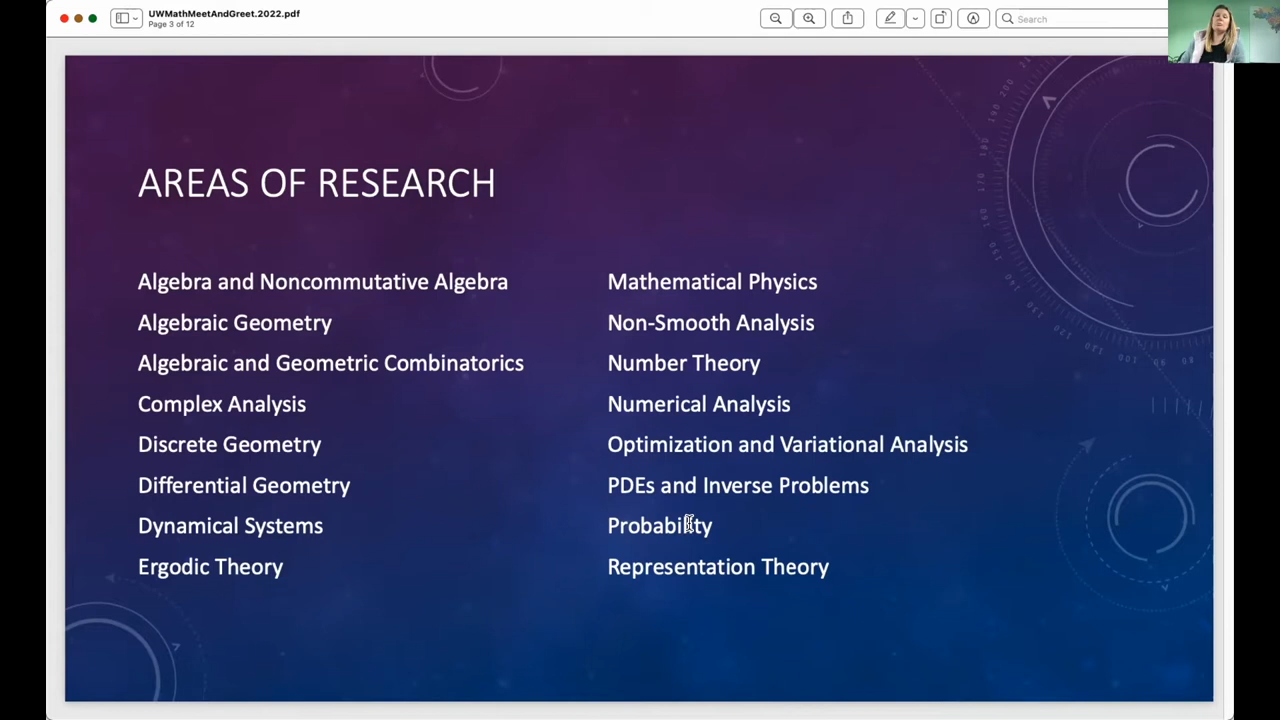 UWMathMeetAndGreet.2022.pdf
Page 3 of 12
Search
AREAS OF RESEARCH
Algebra and Noncommutative Algebra
Algebraic Geometry
Algebraic and Geometric Combinatorics
Complex Analysis
Discrete Geometry
Differential Geometry
Dynamical Systems
Ergodic Theory
Mathematical Physics
Non-Smooth Analysis
Number Theory
Numerical Analysis
Optimization and Variational Analysis
PDEs and Inverse Problems
Probability
Representation Theory